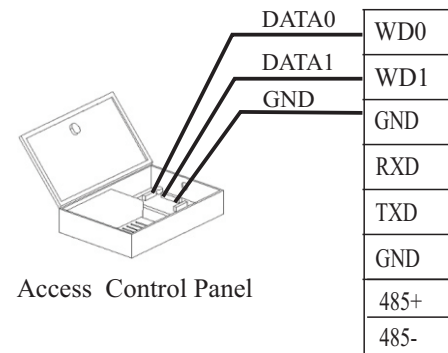 DATA0
WD0
DATA1
WD1
GND
GND
RXD
TXD
GND
Access Control Panel
485+
485-